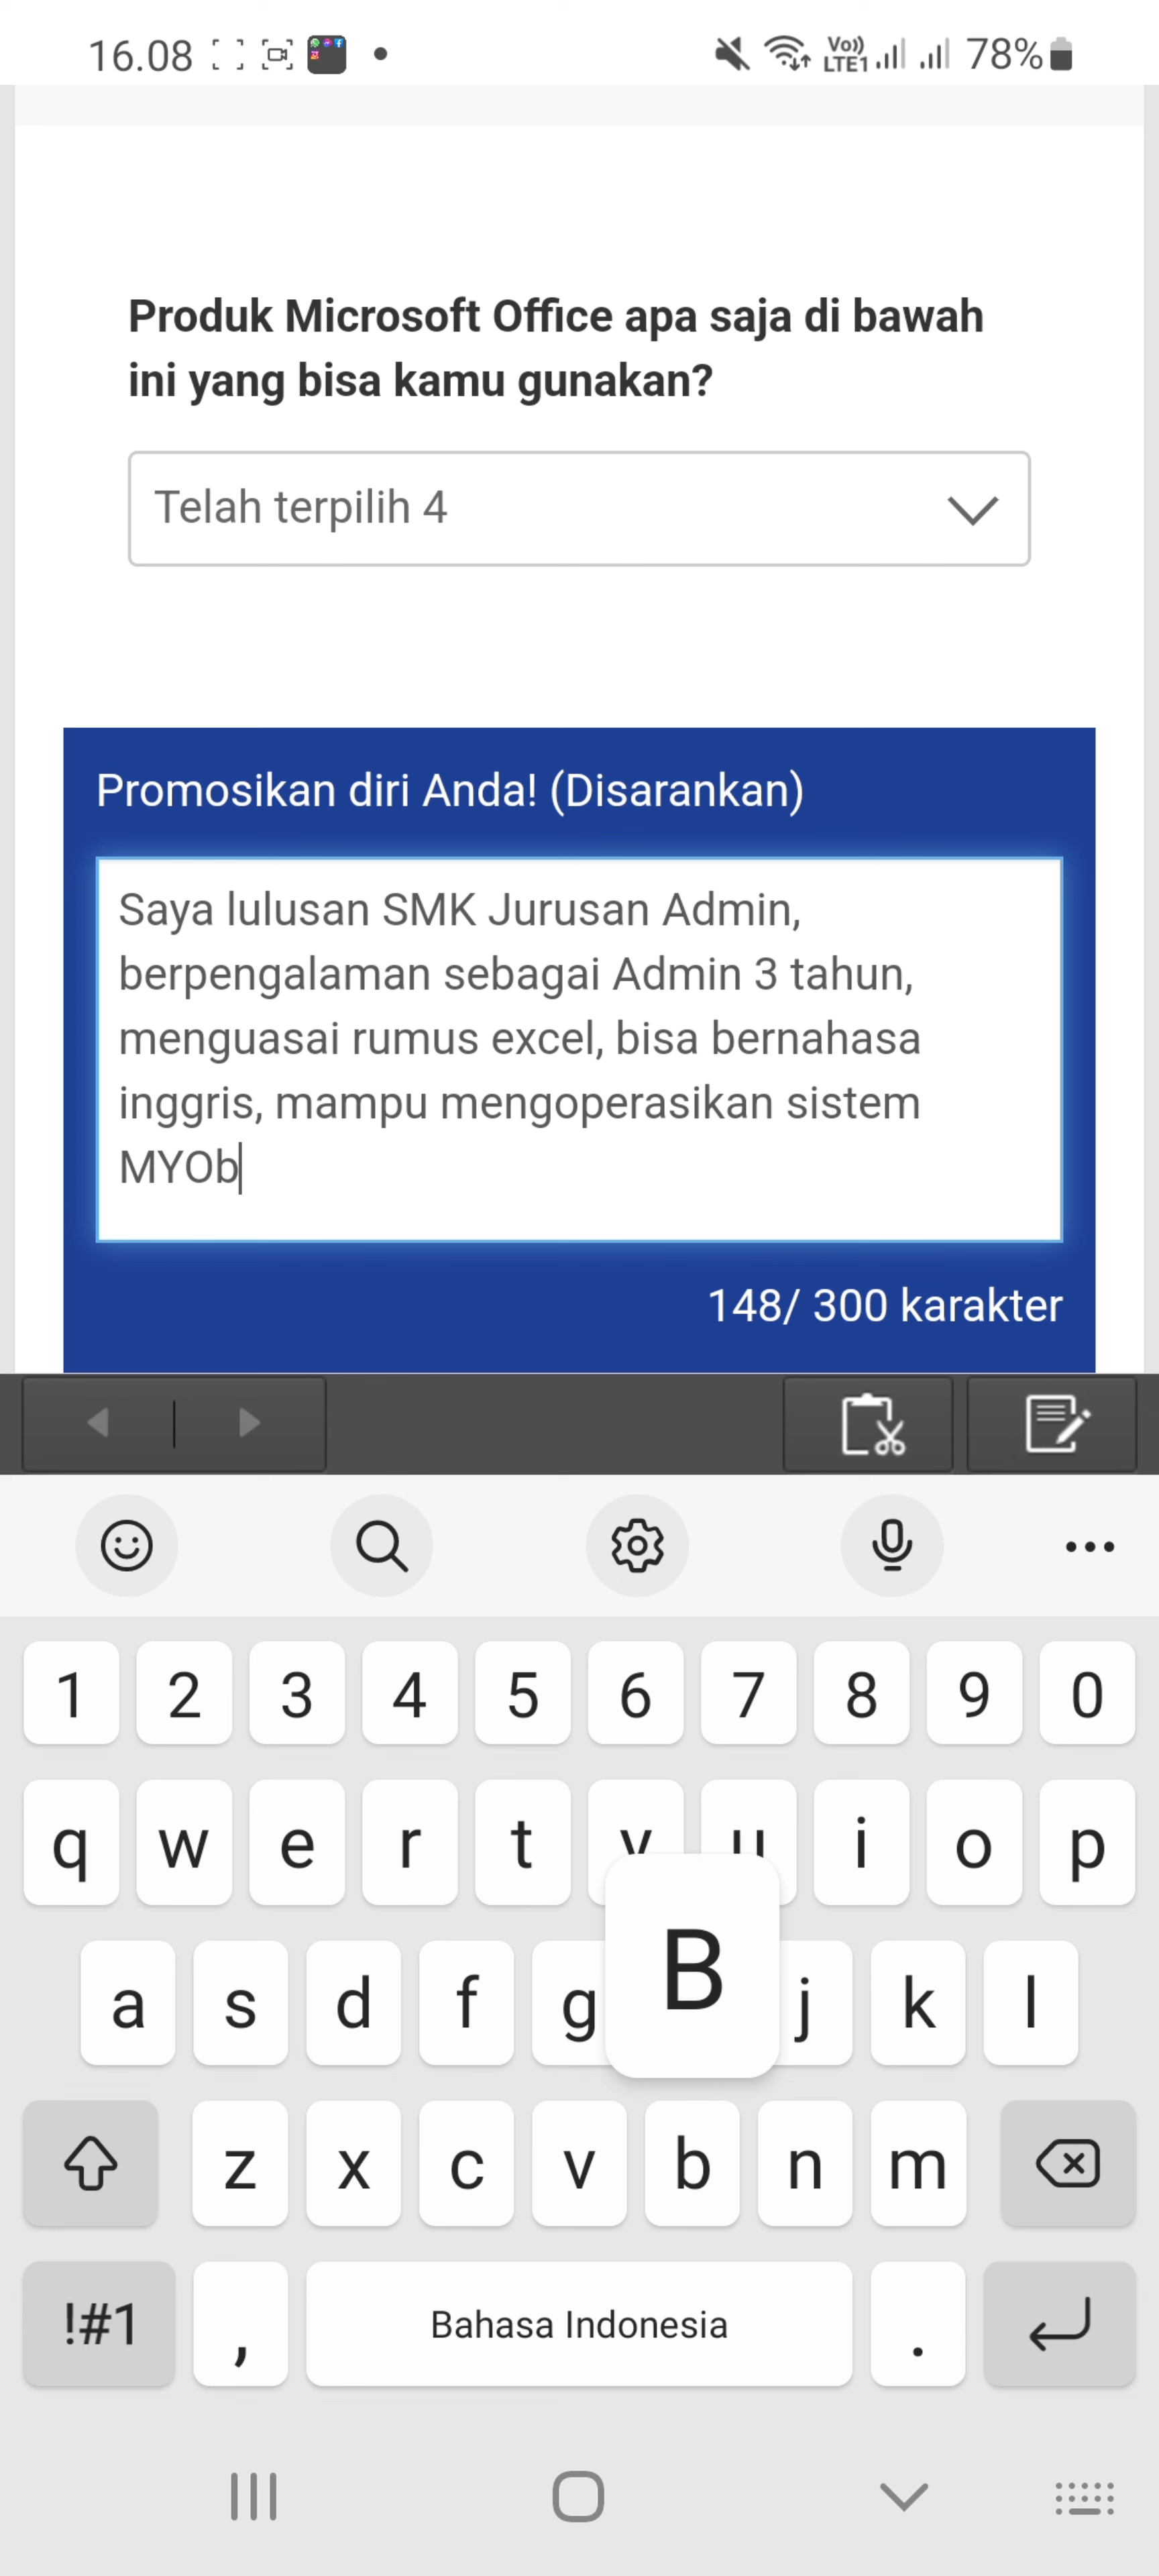 16.08
Vo))
LTE1
78%
Produk Microsoft Office apa saja di bawah
ini yang bisa kamu gunakan?
Telah terpilih 4
Promosikan diri Anda! (Disarankan)
Saya lulusan SMK Jurusan Admin,
berpengalaman sebagai Admin 3 tahun,
menguasai rumus excel, bisa bernahasa
inggris, mampu mengoperasikan sistem
MYOb
148/ 300 karakter
1 2 3 4 5 6 7 8 9 0
q w e r t y u i o p
a s d f g B j k l
z x c v b n m
!#1 , Bahasa Indonesia .